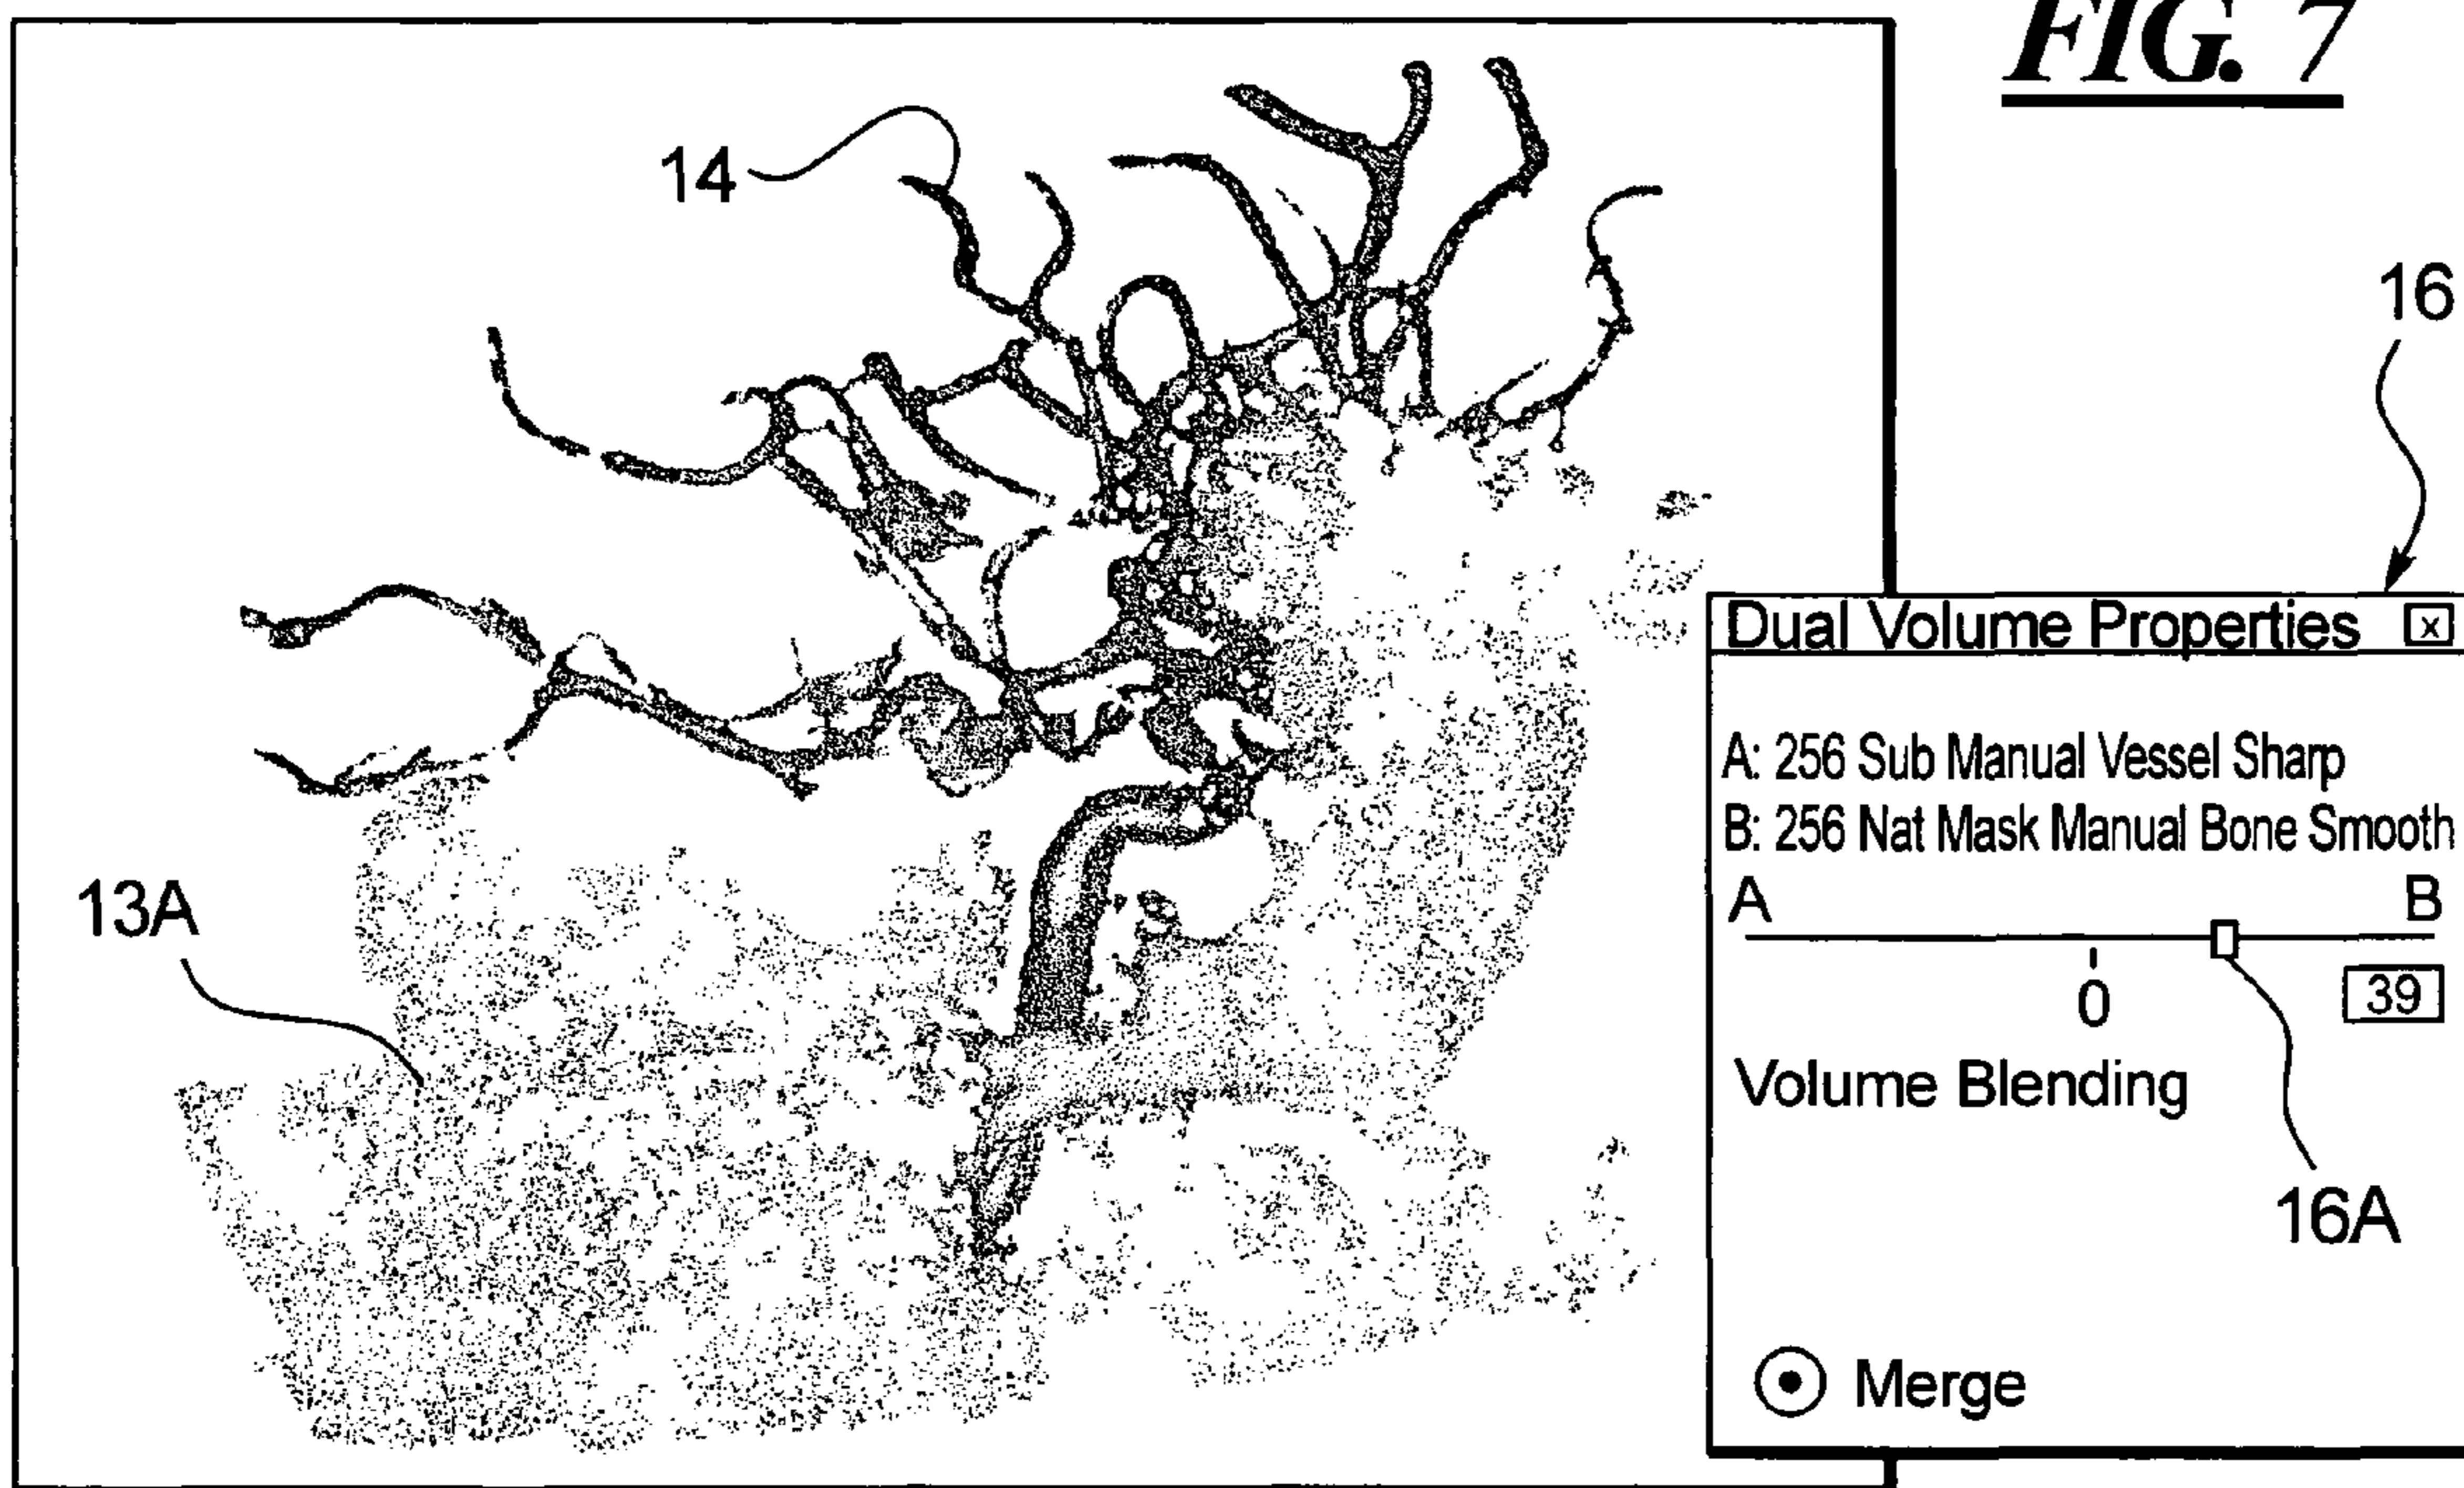 FIG. 7
14
16
Dual Volume Properties x
A: 256 Sub Manual Vessel Sharp
B: 256 Nat Mask Manual Bone Smooth
13A
A B
0
39
Volume Blending
16A
Merge